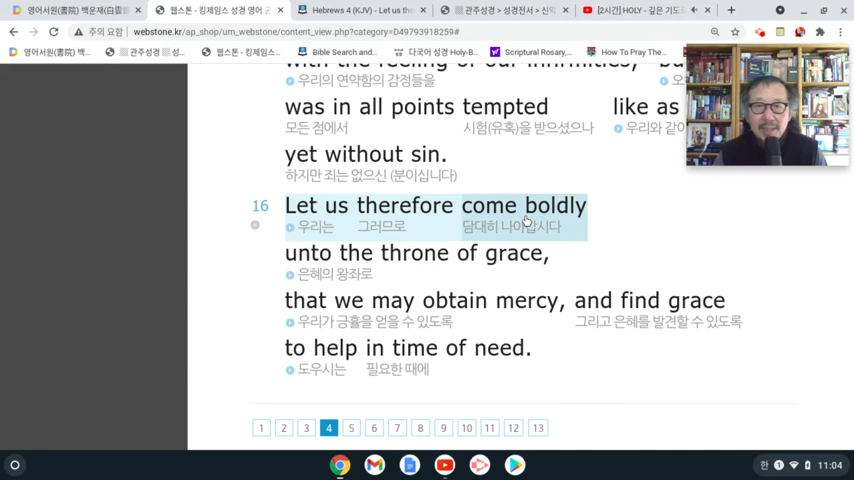 영어서원(書院) 백운재(白雲齋
웹스톤 - 킹제임스 성경 영어 공
Hebrews 4 (KJV) - Let us the
관주성경 > 성경전서 > 신약
[2시간] HOLY - 깊은 기도로
주의 요함
webstone.kr/ap_shop/um_webstone/content_view.php?category=D49793918259#
영어서원(書院) 백
관주성경
웹스톤 - 킹제임
Bible Search and...
다국어 성경 Holy-B...
Scriptural Rosary,...
How To Pray The...
with the feeling of our infirmities,
우리의 연약함의 감정들을
was in all points tempted like as
모든 점에서 시험(유혹)을 받으셨으나 우리와 같이
yet without sin.
하지만 죄는 없으신 (분이십니다)
16 Let us therefore come boldly
우리는 그러므로 담대히 나아갑시다
unto the throne of grace,
은혜의 왕좌로
that we may obtain mercy, and find grace
우리가 긍휼을 얻을 수 있도록 그리고 은혜를 발견할 수 있도록
to help in time of need.
도우시는 필요한 때에
1 2 3 4 5 6 7 8 9 10 11 12 13
한 1 11:04